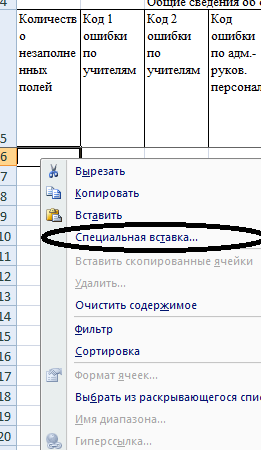 4
Общие сведения об
Количеств
о
незаполне
нных
полей
Код 1
ошибки
по
учителям
Код 2
ошибки
по
учителям
Код
ошибки
по адм.-
руков.
персонал
5
6
7
8
9
10
11
12
13
14
15
16
17
18
19
20
Вырезать
Копировать
Вставить
Специальная вставка...
Вставить скопированные ячейки
Удалить...
Очистить содержимое
Фильтр
Сортировка
Формат ячеек...
Выбрать из раскрывающегося спис
Имя диапазона...
Гиперссылка...